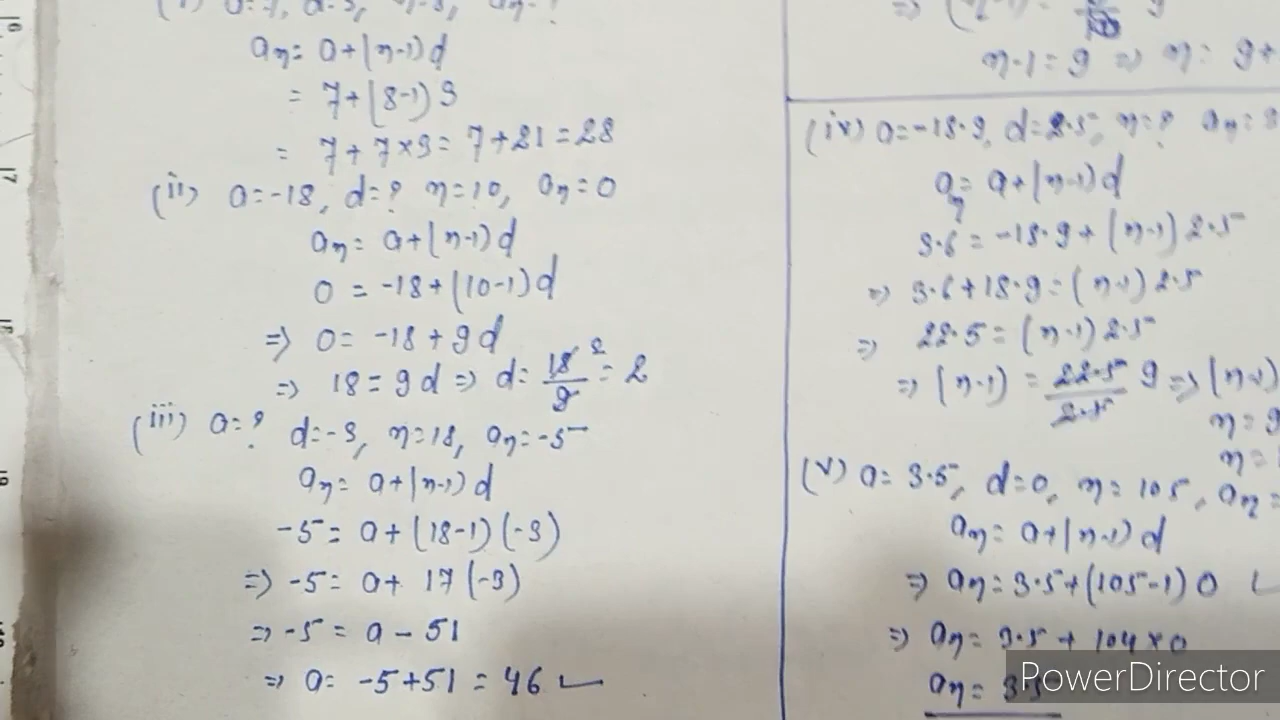 aₙ = a+(n-1)d
= 7+(8-1)3
= 7+7×3 = 7+21 = 28
(ii) a=-18, d=? n=10, aₙ=0
aₙ = a+(n-1)d
0 = -18+(10-1)d
=> 0 = -18+9d
=> 18 = 9d => d = 18/9 2 = 2
(iii) a=? d=-3, n=18, aₙ=-5
aₙ = a+(n-1)d
-5 = a+(18-1)(-3)
=> -5 = a+ 17(-3)
=> -5 = a - 51
=> a = -5+51 = 46
(iv) a=-18.9, d=2.5, n=? aₙ=3
aₙ = a+(n-1)d
3.6 = -18.9+(n-1)2.5
=> 3.6+18.9 = (n-1)2.5
=> 22.5 = (n-1)2.5
=> (n-1) = 22.5/2.5 9 =>
(v) a=3.5, d=0, n=105, aₙ=
aₙ = a+(n-1)d
=> aₙ = 3.5+(105-1)0
=> aₙ = 3.5+104×0
aₙ = 3.5
PowerDirector